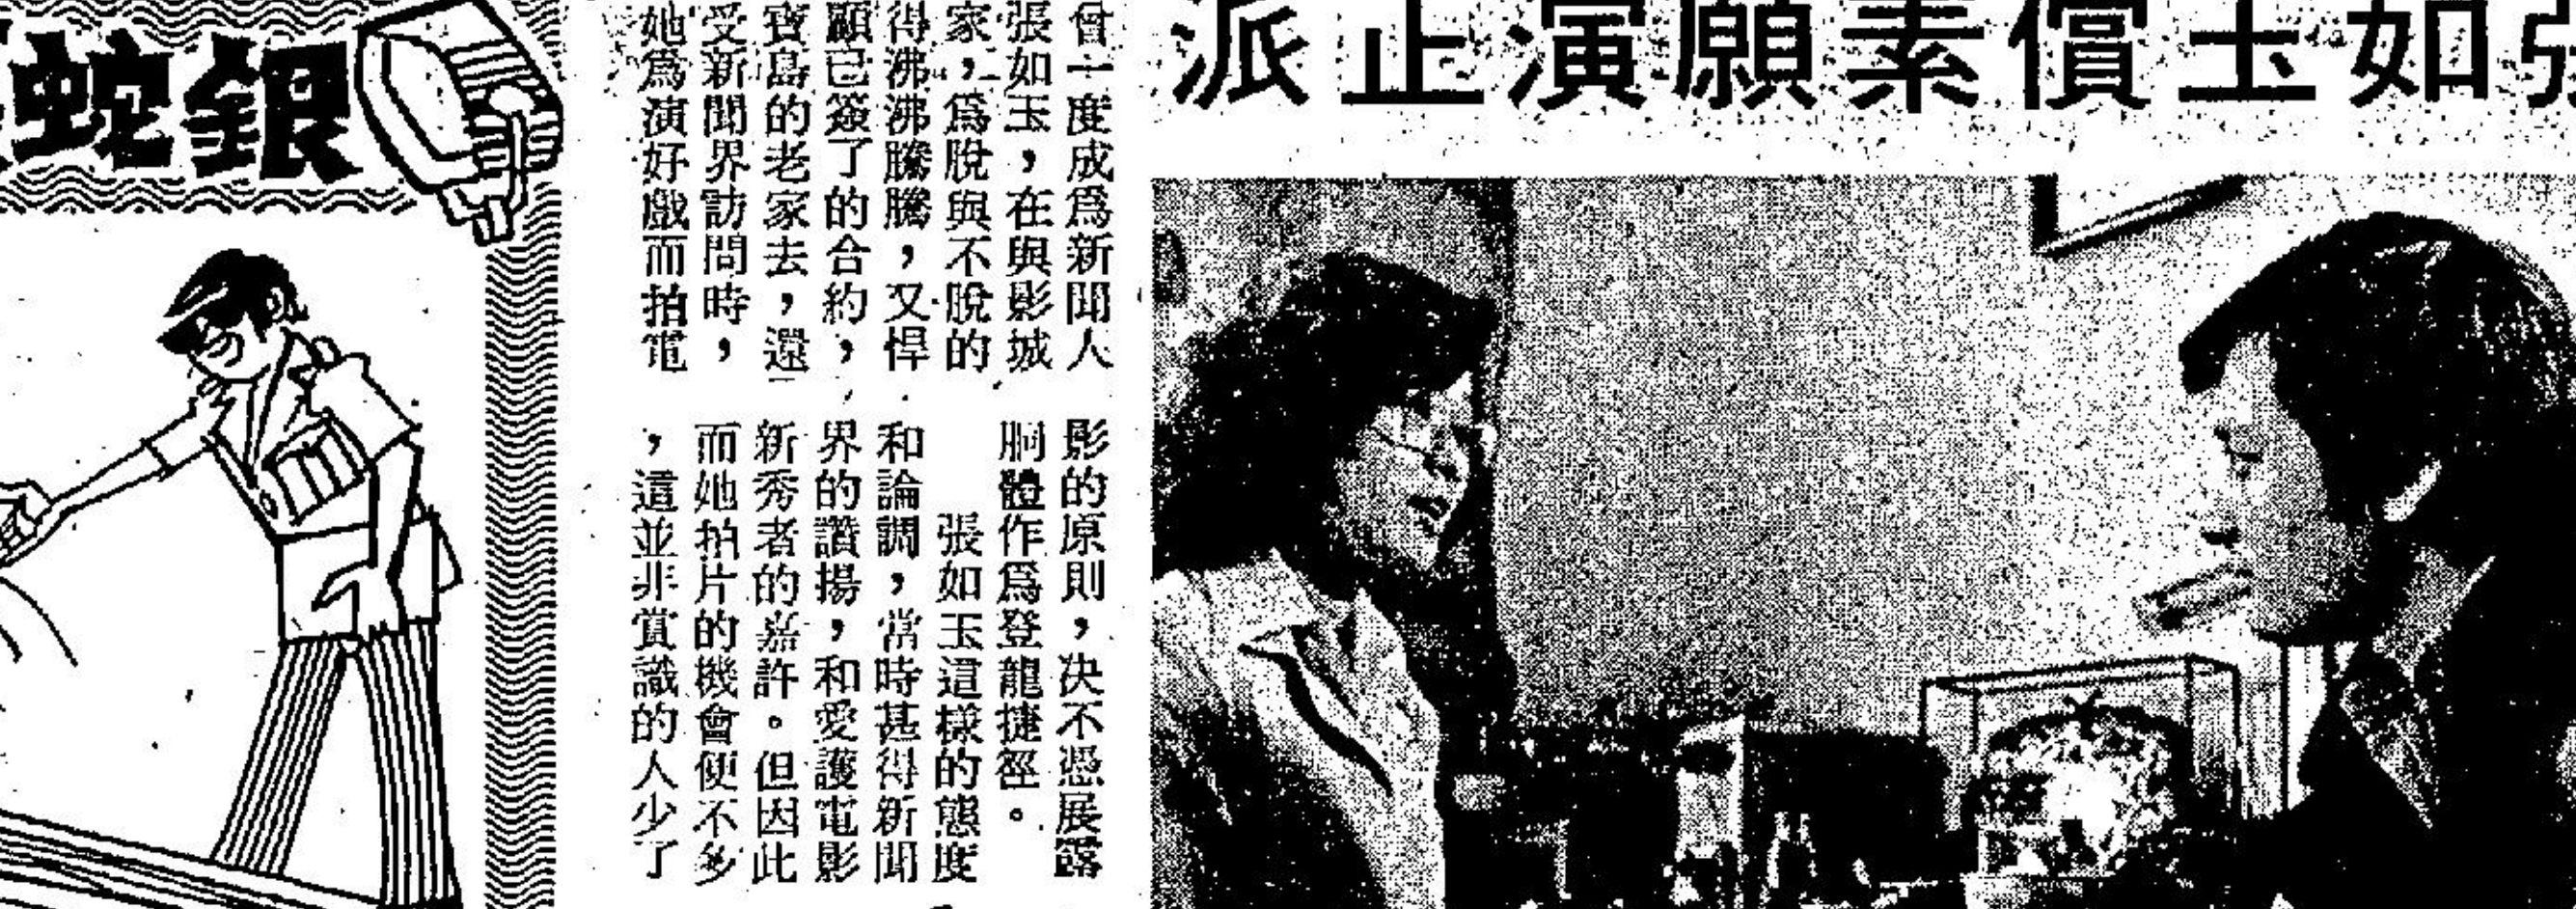 張如玉償素願演正派
曾一度成爲新聞人
張如玉，在與影城
家，爲脫與不脫的
得沸沸騰騰，又悍
顧已簽了的合約，
寶島的老家去，還
受新聞界訪問時，
她爲演好戲而拍電
影的原則，决不憑展露
胴體作爲登龍捷徑。
張如玉這樣的態度
和論調，當時甚得新聞
界的讚揚，和愛護電影
新秀者的嘉許。但因此
而她拍片的機會便不多
，這並非賞識的人少了
銀蛇